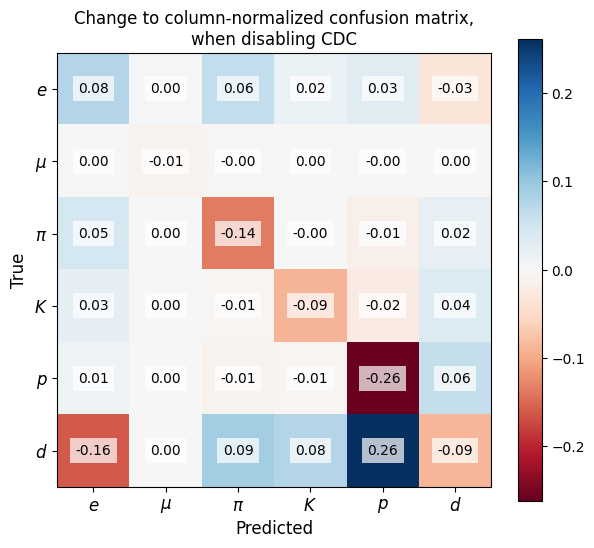 Change to column-normalized confusion matrix,
when disabling CDC
e 0.08 0.00 0.06 0.02 0.03 -0.03
μ 0.00 -0.01 -0.00 0.00 -0.00 0.00
π 0.05 0.00 -0.14 -0.00 -0.01 0.02
K 0.03 0.00 -0.01 -0.09 -0.02 0.04
p 0.01 0.00 -0.01 -0.01 -0.26 0.06
d -0.16 0.00 0.09 0.08 0.26 -0.09
e μ π K p d
Predicted
True
0.2
0.1
0.0
−0.1
−0.2